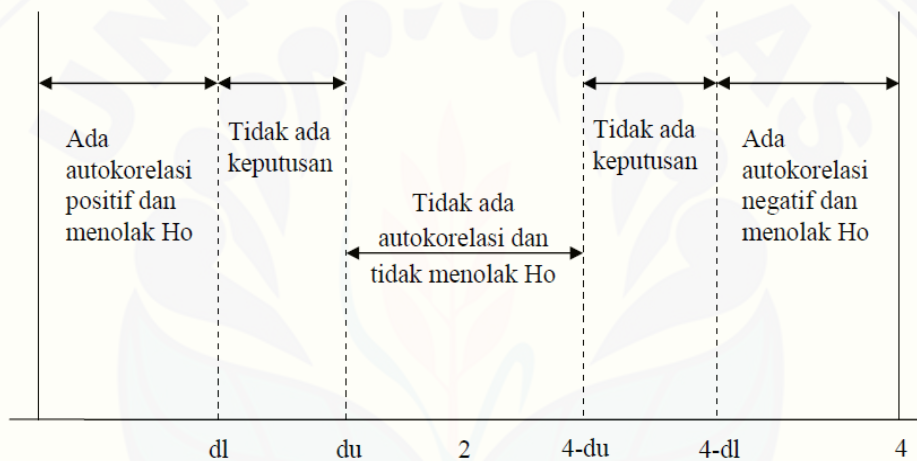 Ada
autokorelasi
positif dan
menolak Ho
Tidak ada
keputusan
Tidak ada
autokorelasi dan
tidak menolak Ho
Tidak ada
keputusan
Ada
autokorelasi
negatif dan
menolak Ho
dl
du
2
4-du
4-dl
4